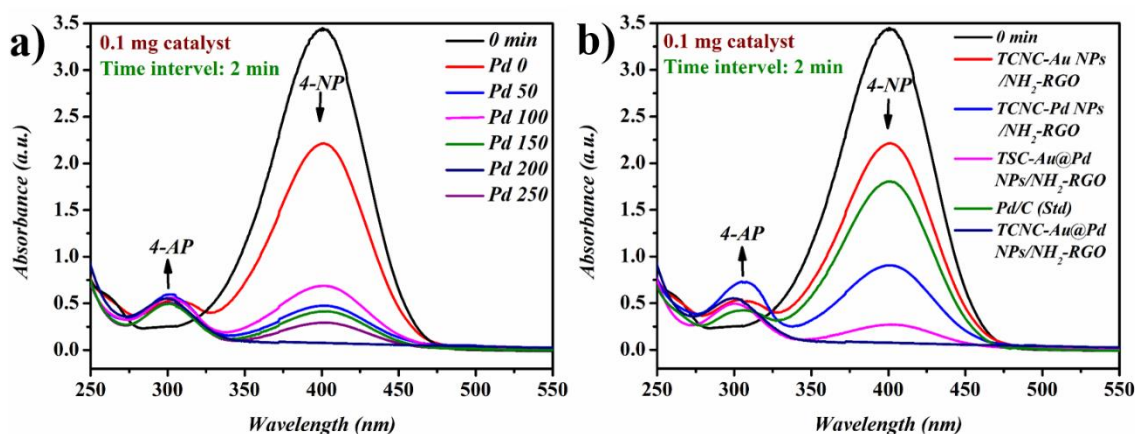 a)
0.1 mg catalyst
Time intervel: 2 min
4-NP
4-AP
0 min
Pd 0
Pd 50
Pd 100
Pd 150
Pd 200
Pd 250
Absorbance (a.u.)
3.5
3.0
2.5
2.0
1.5
1.0
0.5
0.0
250 300 350 400 450 500 550
Wavelength (nm)
b)
0.1 mg catalyst
Time intervel: 2 min
4-NP
4-AP
0 min
TCNC-Au NPs
/NH₂-RGO
TCNC-Pd NPs
/NH₂-RGO
TSC-Au@Pd
NPs/NH₂-RGO
Pd/C (Std)
TCNC-Au@Pd
NPs/NH₂-RGO
Absorbance (a.u.)
3.5
3.0
2.5
2.0
1.5
1.0
0.5
0.0
250 300 350 400 450 500 550
Wavelength (nm)